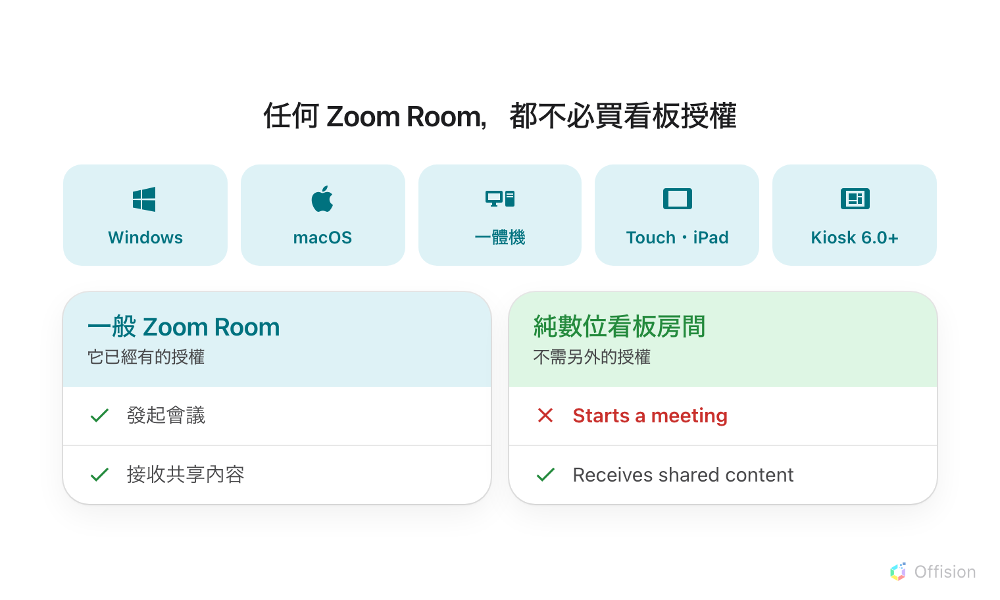 任何 Zoom Room，都不必買看板授權
Windows
macOS
一體機
Touch・iPad
Kiosk 6.0+
一般 Zoom Room
它已經有的授權
發起會議
接收共享內容
純數位看板房間
不需另外的授權
Starts a meeting
Receives shared content
Offision